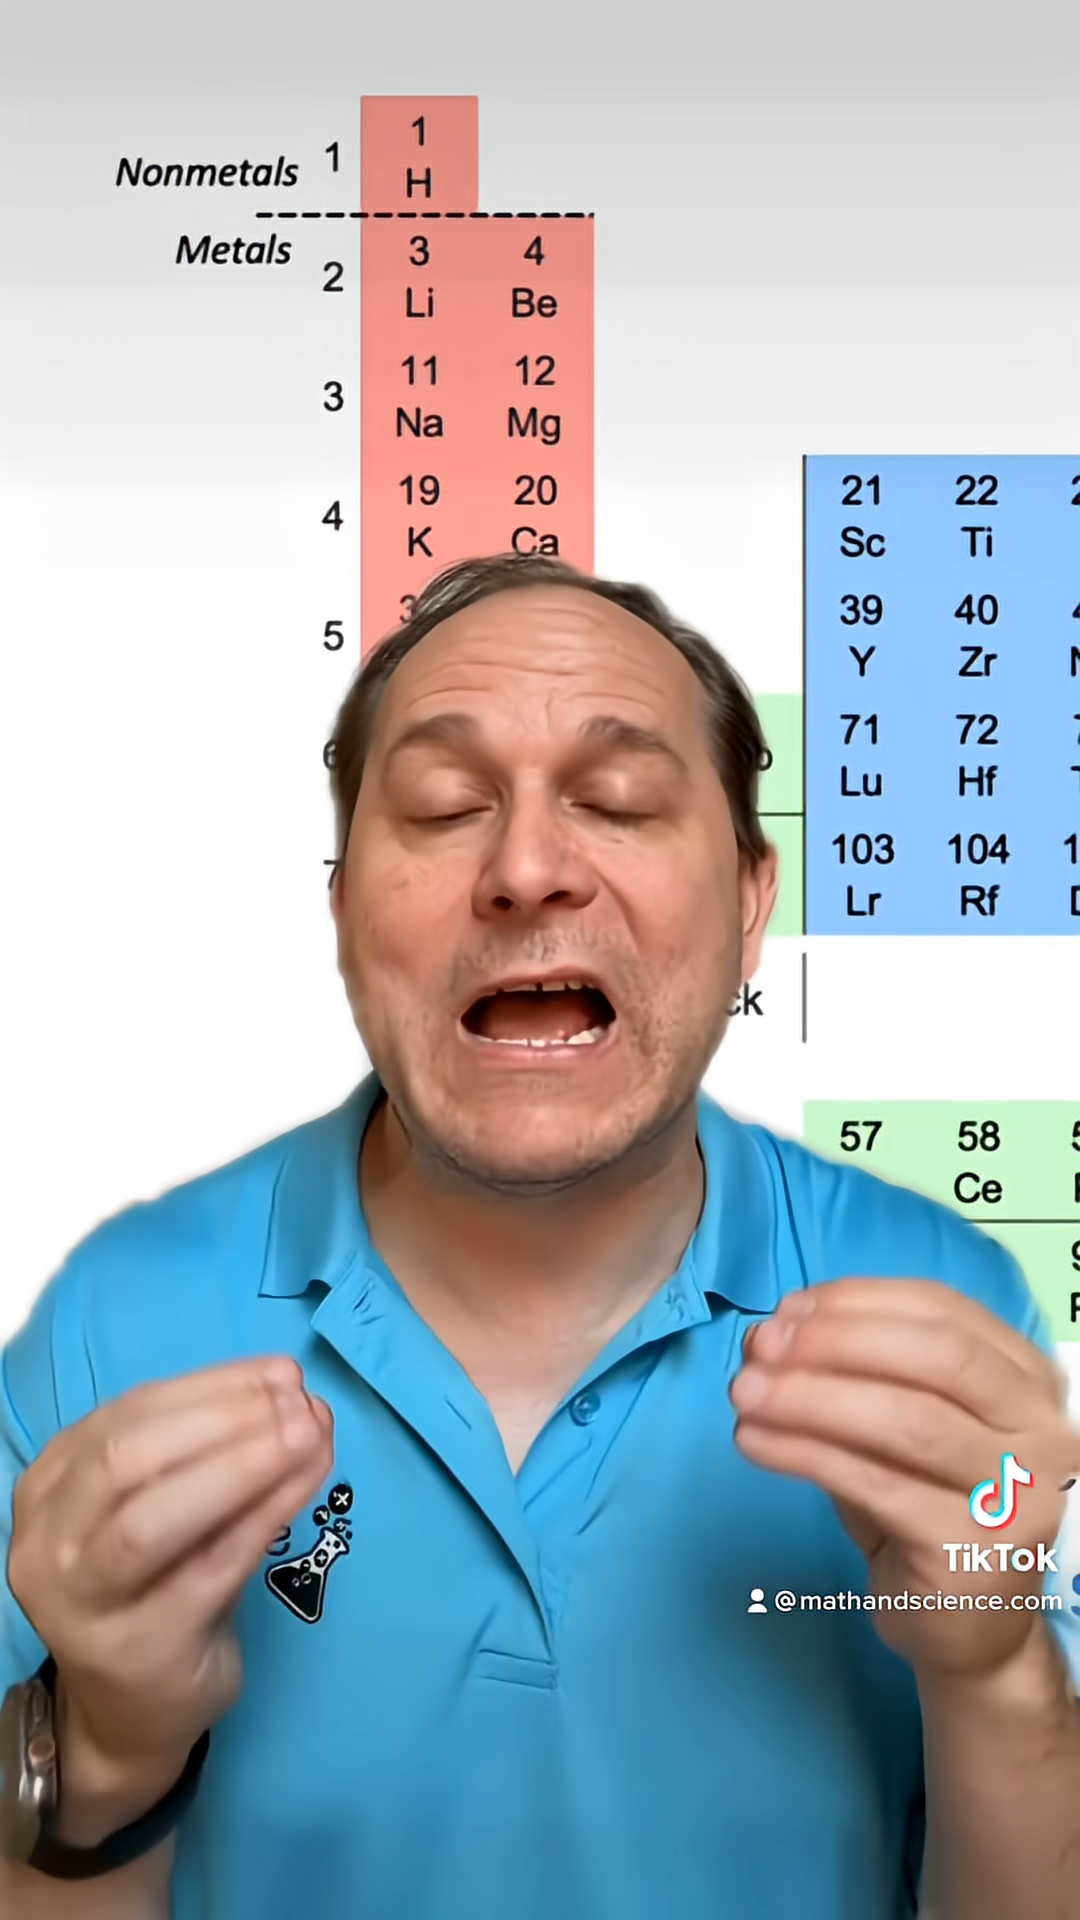 1
Nonmetals 1
H
Metals
3 4
2
Li Be
11 12
3
Na Mg
19 20 21 22
4
K Ca Sc Ti
39 40
5
Y Zr
71 72
Lu Hf
103 104
Lr Rf
57 58
Ce
TikTok
@mathandscience.com